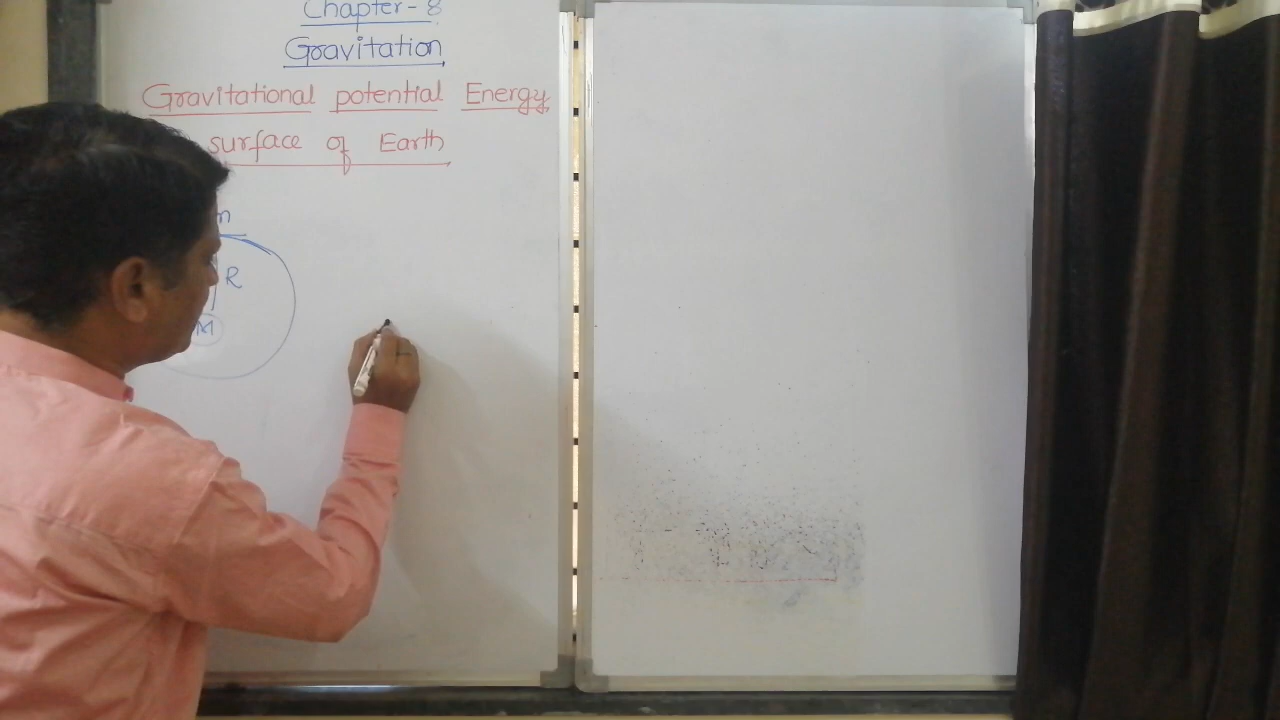 Chapter - 8
Gravitation
Gravitational potential Energy,
surface of Earth
m
R
M